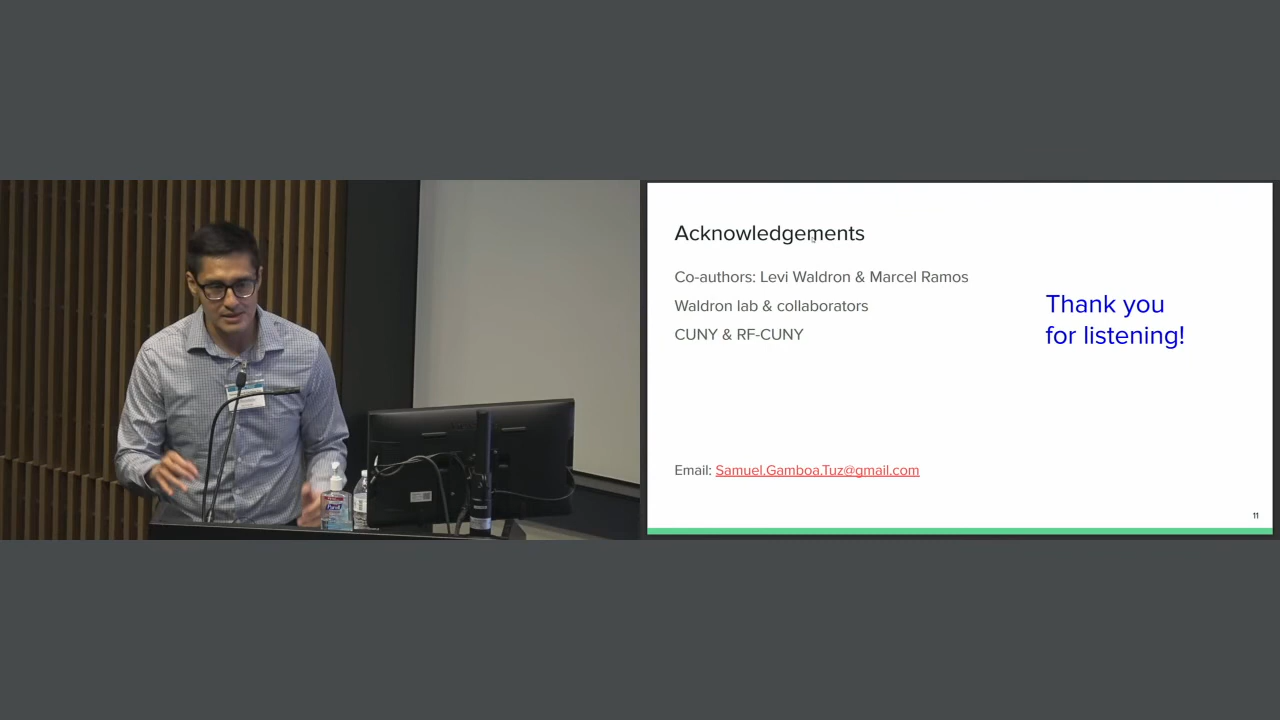 Acknowledgements
Co-authors: Levi Waldron & Marcel Ramos
Waldron lab & collaborators
CUNY & RF-CUNY
Thank you
for listening!
Email: Samuel.Gamboa.Tuz@gmail.com
11